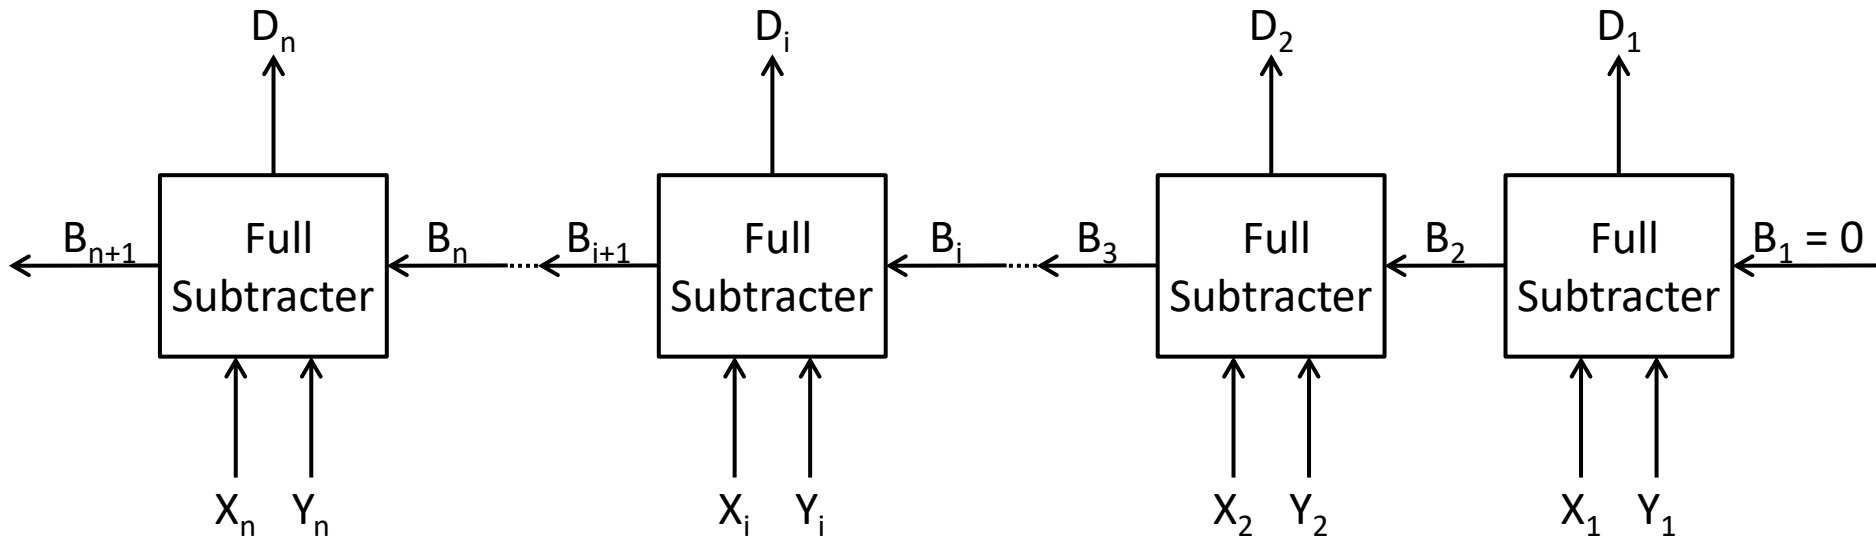 Dₙ Dᵢ D₂ D₁
Bₙ₊₁ Full Subtracter Bₙ Bᵢ₊₁ Full Subtracter Bᵢ B₃ Full Subtracter B₂ Full Subtracter B₁ = 0
Xₙ Yₙ Xᵢ Yᵢ X₂ Y₂ X₁ Y₁